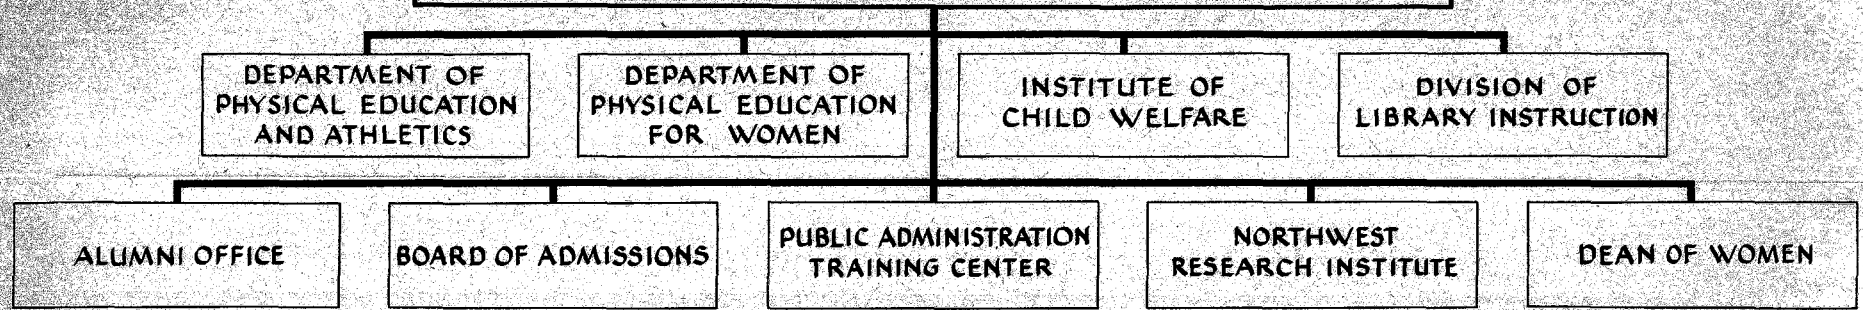 DEPARTMENT OF
PHYSICAL EDUCATION
AND ATHLETICS
DEPARTMENT OF
PHYSICAL EDUCATION
FOR WOMEN
INSTITUTE OF
CHILD WELFARE
DIVISION OF
LIBRARY INSTRUCTION
ALUMNI OFFICE
BOARD OF ADMISSIONS
PUBLIC ADMINISTRATION
TRAINING CENTER
NORTHWEST
RESEARCH INSTITUTE
DEAN OF WOMEN